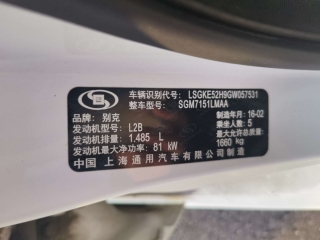 车辆识别代号: LSGKE52H9GW057531
整车型号: SGM7151LMAA
品牌: 别克 制造年月: 16-02
发动机型号: L2B 乘坐人数: 5
发动机排量: 1.485 L 最大允许总质量:
发动机最大净功率: 81 kW 1660 kg
中国 上海通用汽车有限公司